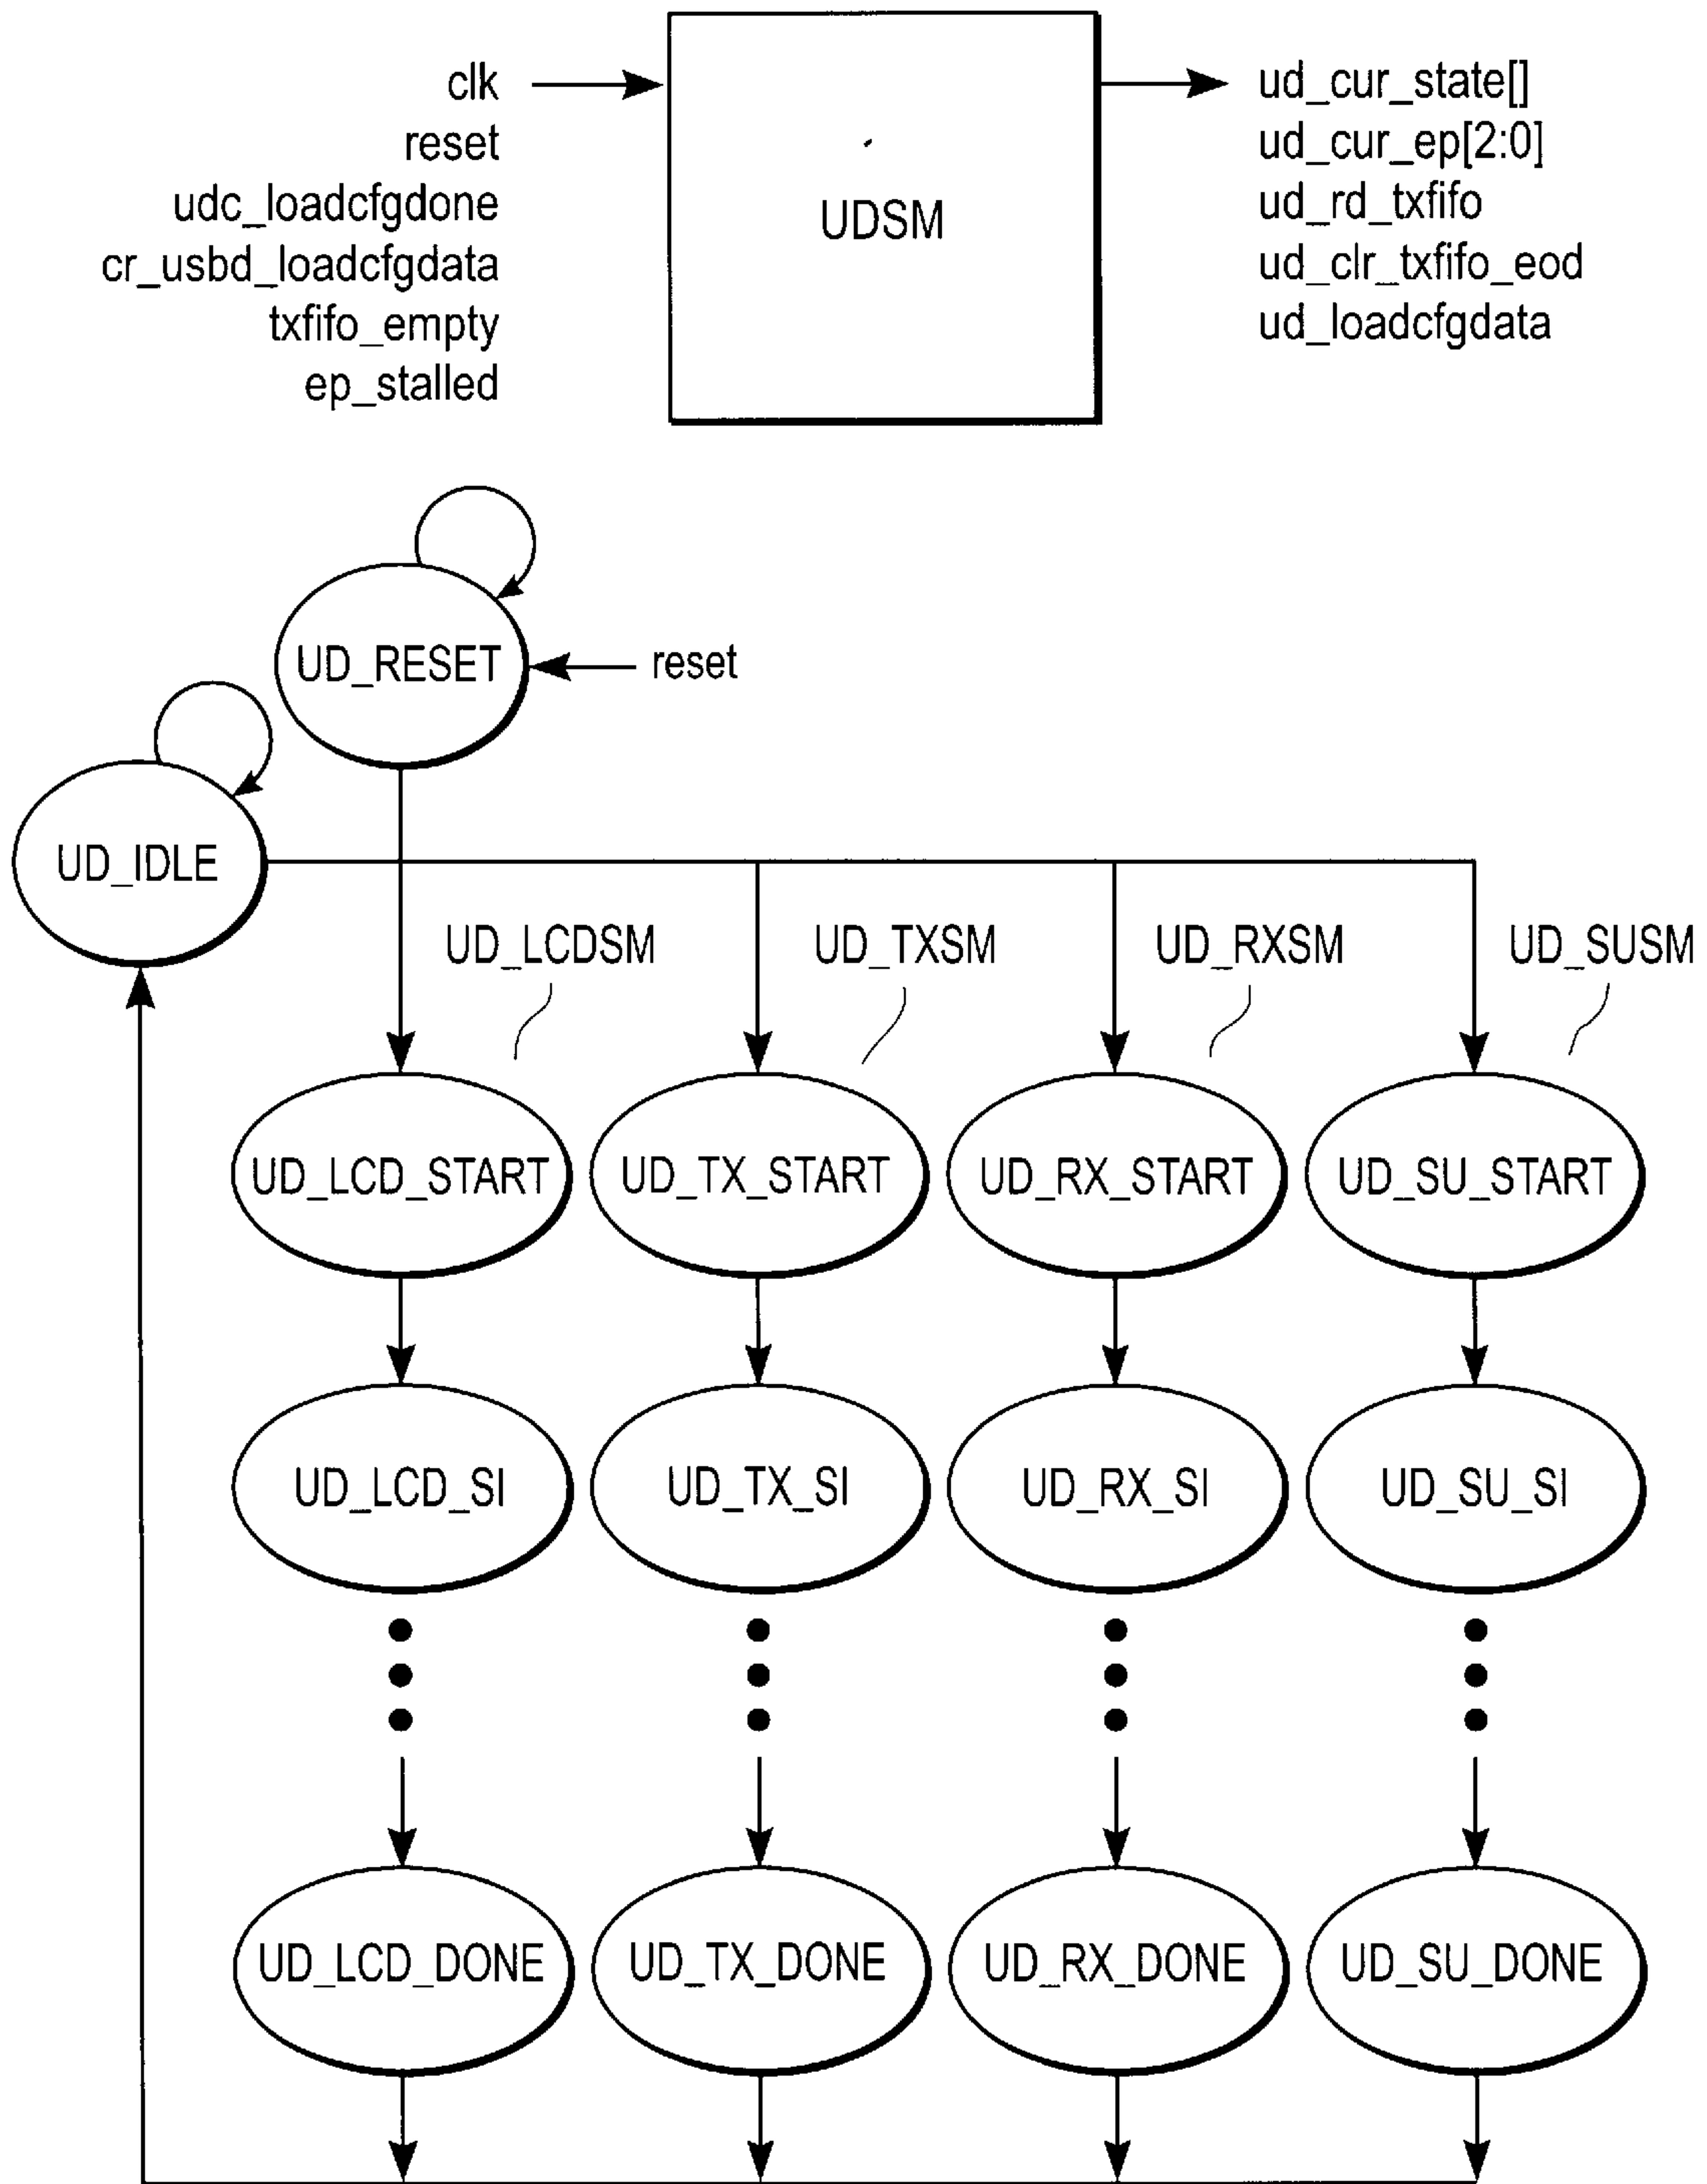 clk
reset
udc_loadcfgdone
cr_usbd_loadcfgdata
txfifo_empty
ep_stalled
UDSM
ud_cur_state[]
ud_cur_ep[2:0]
ud_rd_txfifo
ud_clr_txfifo_eod
ud_loadcfgdata
UD_RESET
reset
UD_IDLE
UD_LCDSM
UD_TXSM
UD_RXSM
UD_SUSM
UD_LCD_START
UD_TX_START
UD_RX_START
UD_SU_START
UD_LCD_SI
UD_TX_SI
UD_RX_SI
UD_SU_SI
UD_LCD_DONE
UD_TX_DONE
UD_RX_DONE
UD_SU_DONE